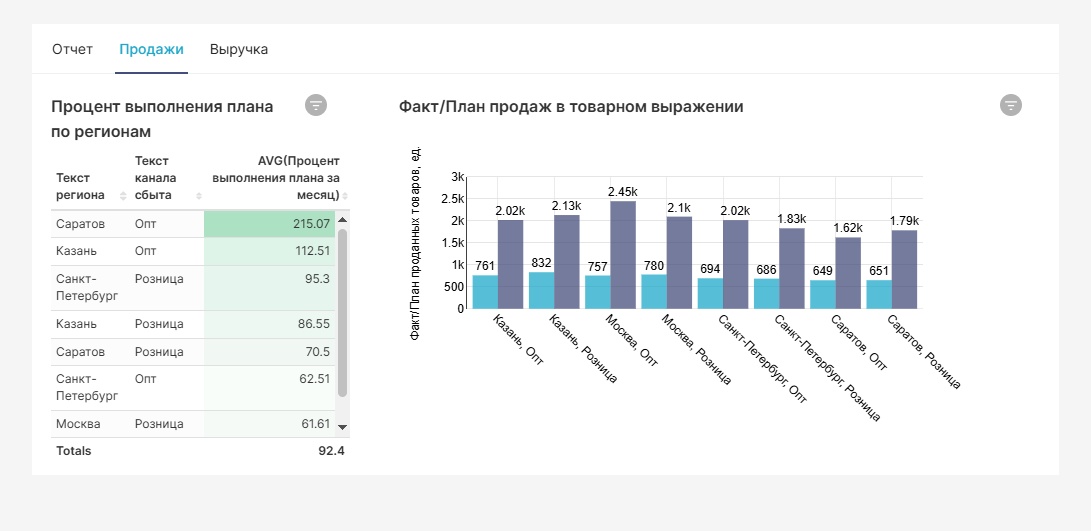 Отчет Продажи Выручка
Процент выполнения плана
по регионам
Текст
региона
Текст
канала
сбыта
AVG(Процент
выполнения плана за
месяц)
Саратов Опт 215.07
Казань Опт 112.51
Санкт-
Петербург Розница 95.3
Казань Розница 86.55
Саратов Розница 70.5
Санкт-
Петербург Опт 62.51
Москва Розница 61.61
Totals 92.4
Факт/План продаж в товарном выражении
Факт/План проданных товаров, ед.
3k
2.5k
2k
1.5k
1k
500
0
761 2.02k 832 2.13k 757 2.45k 780 2.1k 694 2.02k 686 1.83k 649 1.62k 651 1.79k
Казань, Опт
Казань, Розница
Москва, Опт
Москва, Розница
Санкт-Петербург, Опт
Санкт-Петербург, Розница
Саратов, Опт
Саратов, Розница